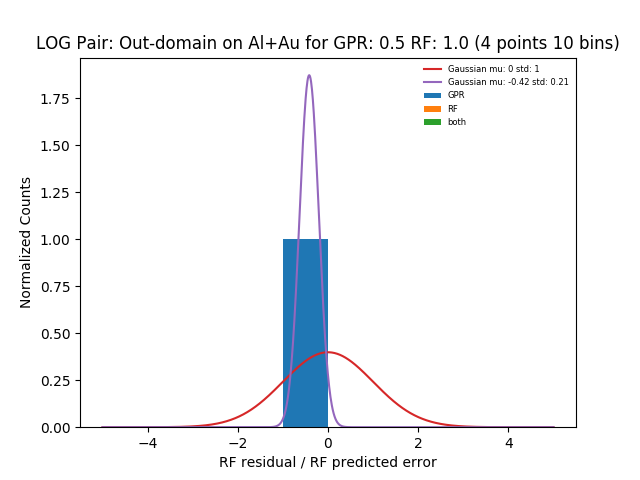 LOG Pair: Out-domain on Al+Au for GPR: 0.5 RF: 1.0 (4 points 10 bins)
Gaussian mu: 0 std: 1
Gaussian mu: -0.42 std: 0.21
GPR
RF
both
Normalized Counts
1.75
1.50
1.25
1.00
0.75
0.50
0.25
0.00
−4
−2
0
2
4
RF residual / RF predicted error